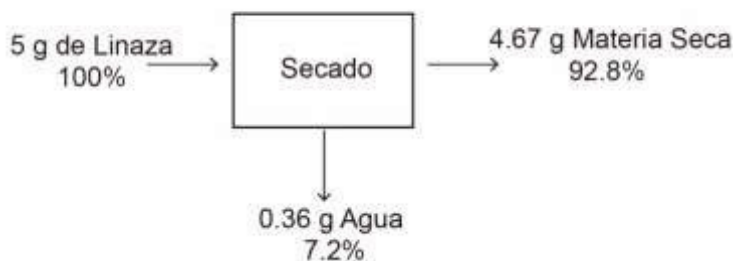 5 g de Linaza
100%
Secado
4.67 g Materia Seca
92.8%
0.36 g Agua
7.2%